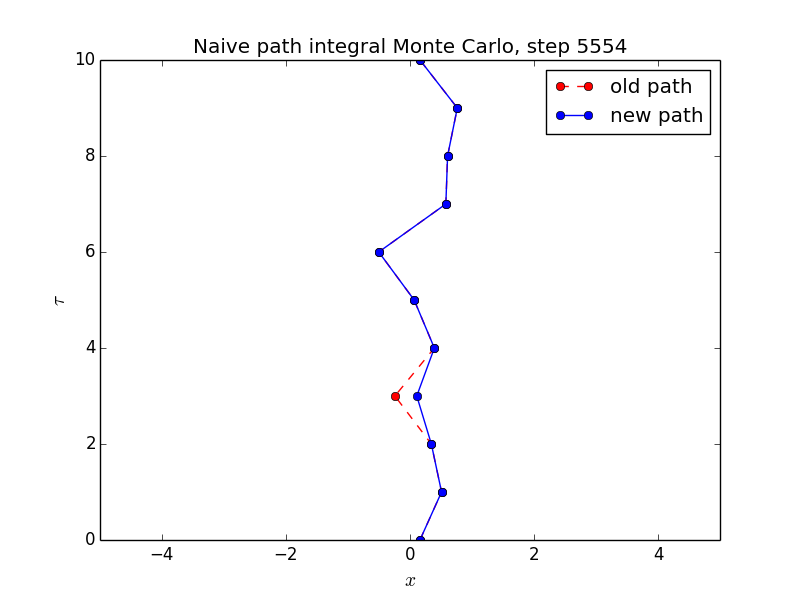 Naive path integral Monte Carlo, step 5554
old path
new path
10
8
6
4
2
0
τ
−4 −2 0 2 4
x